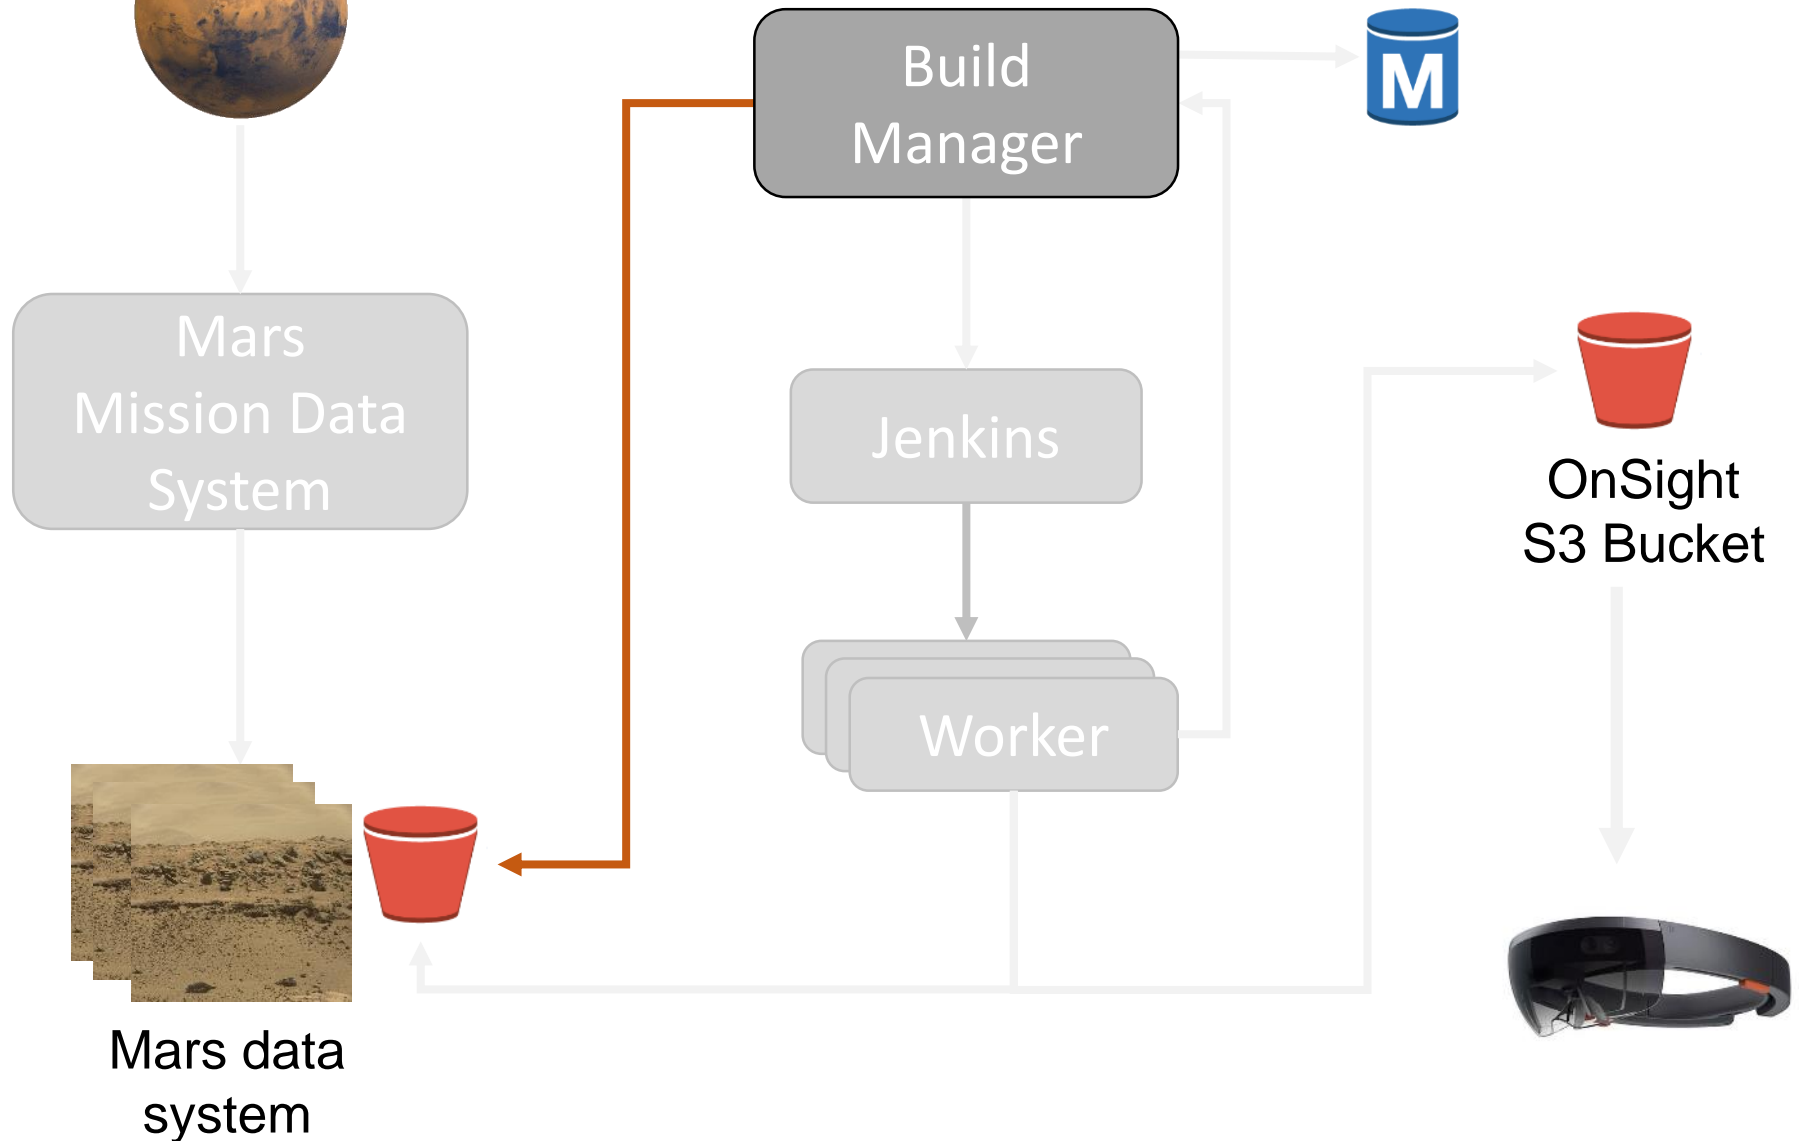 Build
Manager
M
Mars
Mission Data
System
Jenkins
OnSight
S3 Bucket
Worker
Mars data
system